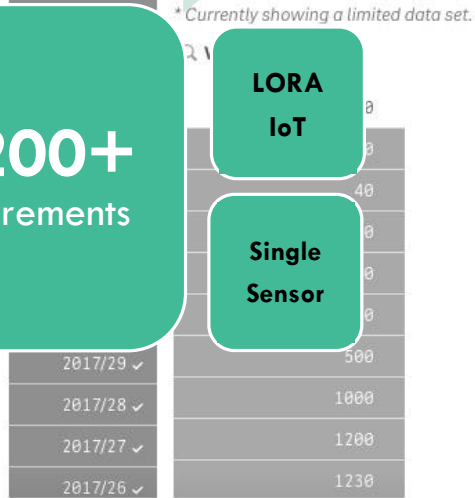 * Currently showing a limited data set.
LORA
IoT
00+
rements
40
Single
Sensor
2017/29 ✓ 500
2017/28 ✓ 1000
2017/27 ✓ 1200
2017/26 ✓ 1230